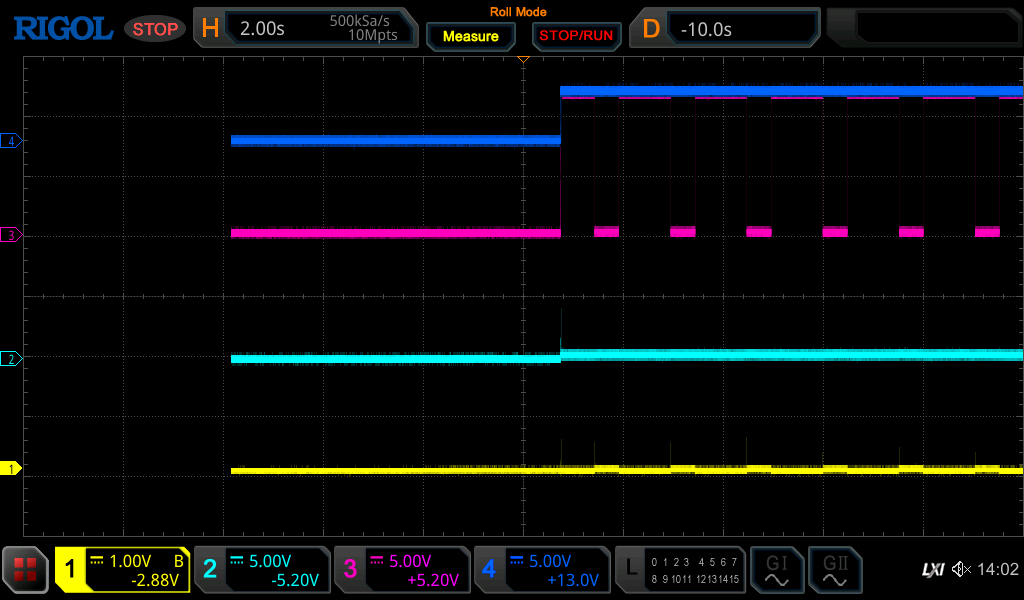 RIGOL STOP H 2.00s 500kSa/s 10Mpts Roll Mode Measure STOP/RUN D -10.0s
4
3
2
1
1 1.00V B -2.88V 2 5.00V -5.20V 3 5.00V +5.20V 4 5.00V +13.0V L 0 1 2 3 4 5 6 7 GI GII LXI 14:02
8 9 10 11 12 13 14 15